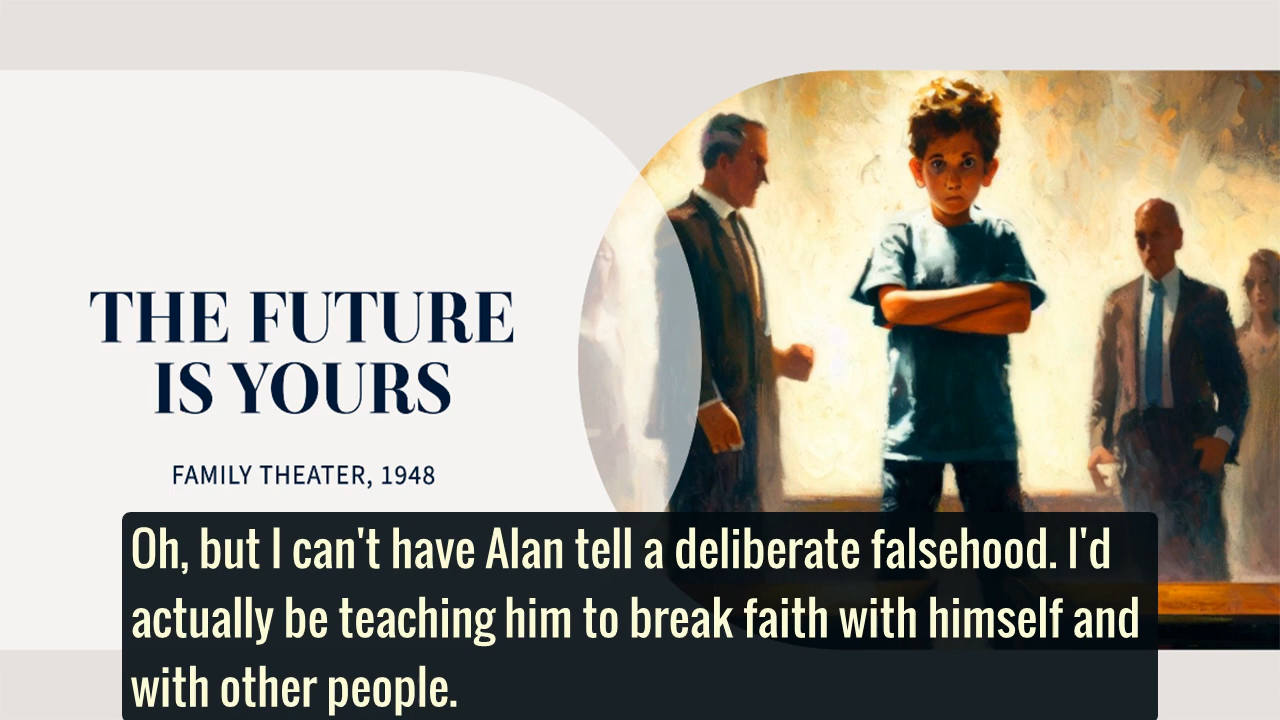 THE FUTURE
IS YOURS
FAMILY THEATER, 1948
Oh, but I can't have Alan tell a deliberate falsehood. I'd
actually be teaching him to break faith with himself and
with other people.